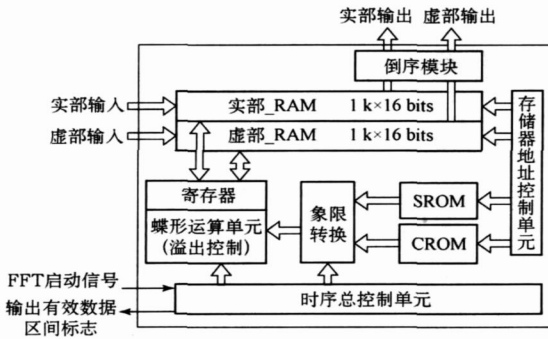 实部输出 虚部输出
倒序模块
实部输入
实部_RAM 1 k×16 bits
虚部输入
虚部_RAM 1 k×16 bits
存储器地址控制单元
寄存器
蝶形运算单元
(溢出控制)
象限
转换
SROM
CROM
FFT启动信号
输出有效数据
区间标志
时序总控制单元